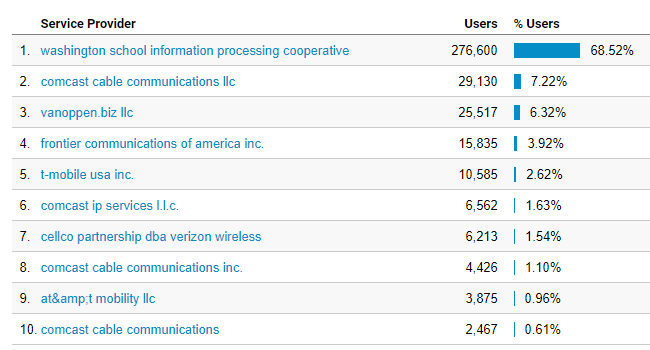 Service Provider Users % Users
1. washington school information processing cooperative 276,600 68.52%
2. comcast cable communications llc 29,130 7.22%
3. vanoppen.biz llc 25,517 6.32%
4. frontier communications of america inc. 15,835 3.92%
5. t-mobile usa inc. 10,585 2.62%
6. comcast ip services l.l.c. 6,562 1.63%
7. cellco partnership dba verizon wireless 6,213 1.54%
8. comcast cable communications inc. 4,426 1.10%
9. at&amp;t mobility llc 3,875 0.96%
10. comcast cable communications 2,467 0.61%